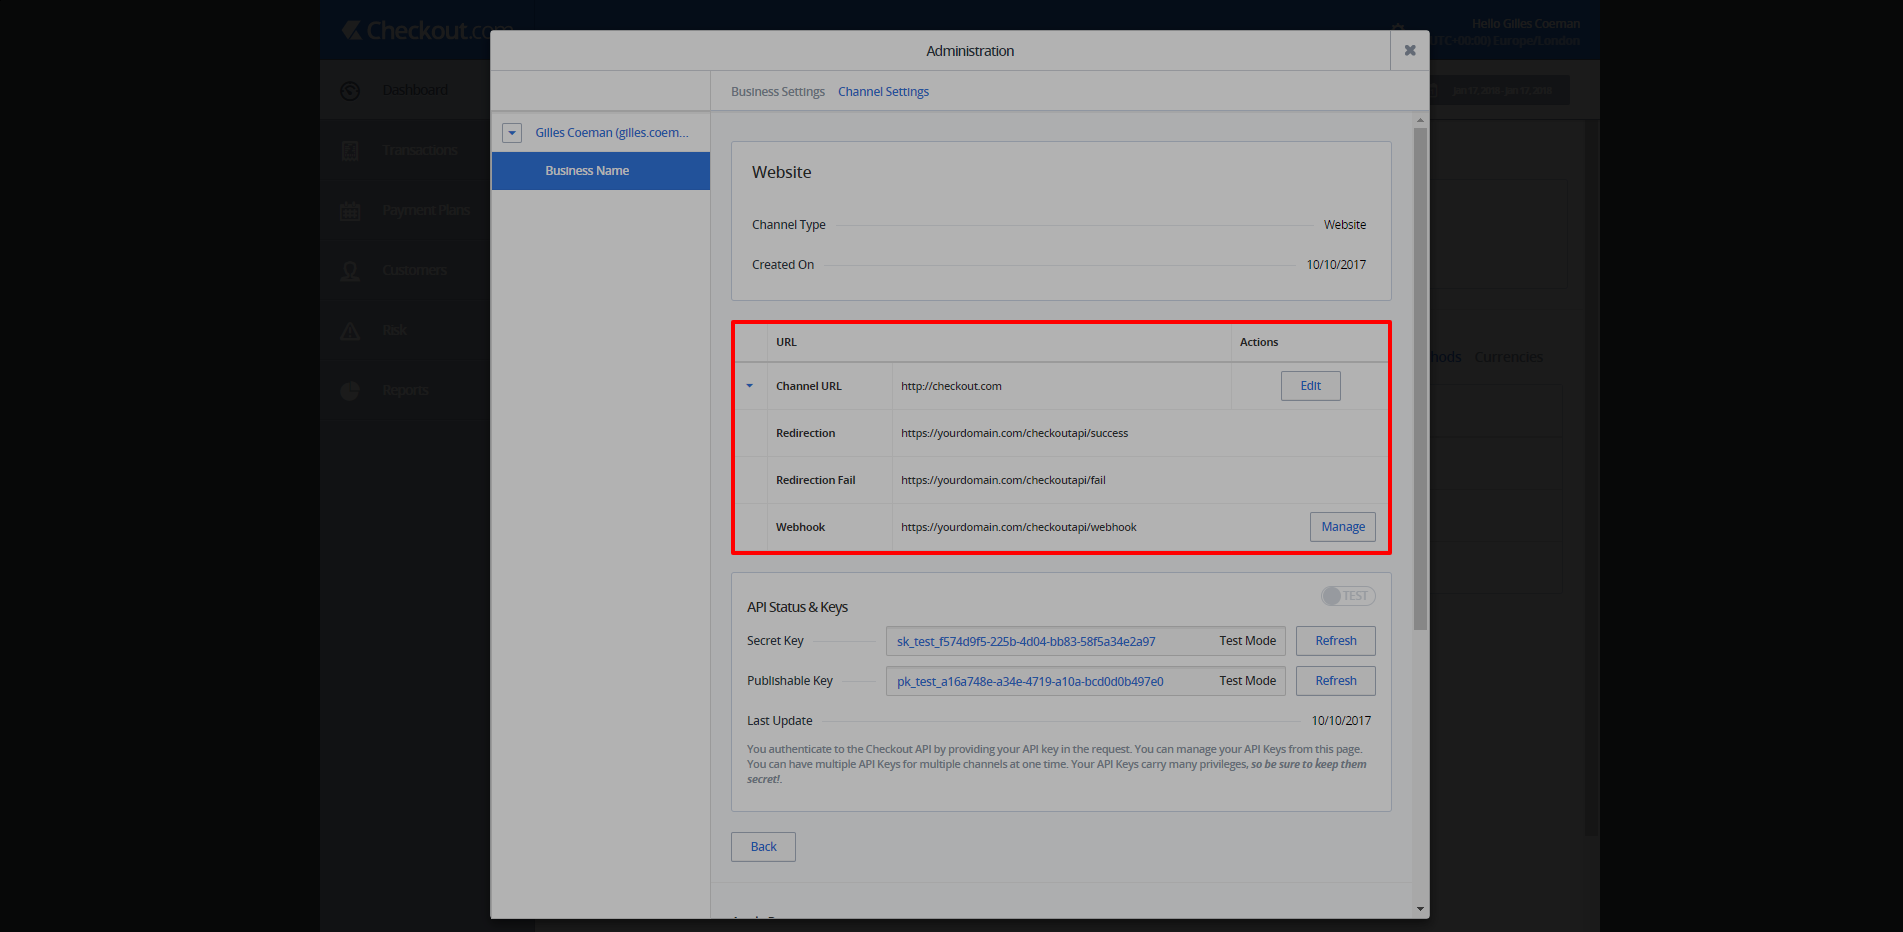 Checkout.com
Hello Gilles Coeman
(UTC+00:00) Europe/London
Administration
Dashboard
Business Settings
Channel Settings
Jan 17, 2018 - Jan 17, 2018
Gilles Coeman (gilles.coem...
Transactions
Business Name
Website
Payment Plans
Channel Type
Website
Created On
10/10/2017
Customers
Risk
URL
Actions
hods
Currencies
Channel URL
http://checkout.com
Edit
Reports
Redirection
https://yourdomain.com/checkoutapi/success
Redirection Fail
https://yourdomain.com/checkoutapi/fail
Webhook
https://yourdomain.com/checkoutapi/webhook
Manage
TEST
API Status & Keys
Secret Key
sk_test_f574d9f5-225b-4d04-bb83-58f5a34e2a97
Test Mode
Refresh
Publishable Key
pk_test_a16a748e-a34e-4719-a10a-bcd0d0b497e0
Test Mode
Refresh
Last Update
10/10/2017
You authenticate to the Checkout API by providing your API key in the request. You can manage your API Keys from this page.
You can have multiple API Keys for multiple channels at one time. Your API Keys carry many privileges, so be sure to keep them
secret!.
Back